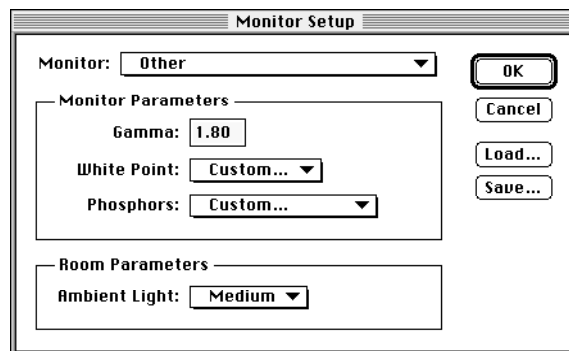 Monitor Setup
Monitor: Other
OK
Monitor Parameters
Cancel
Gamma: 1.80
Load...
White Point: Custom...
Save...
Phosphors: Custom...
Room Parameters
Ambient Light: Medium